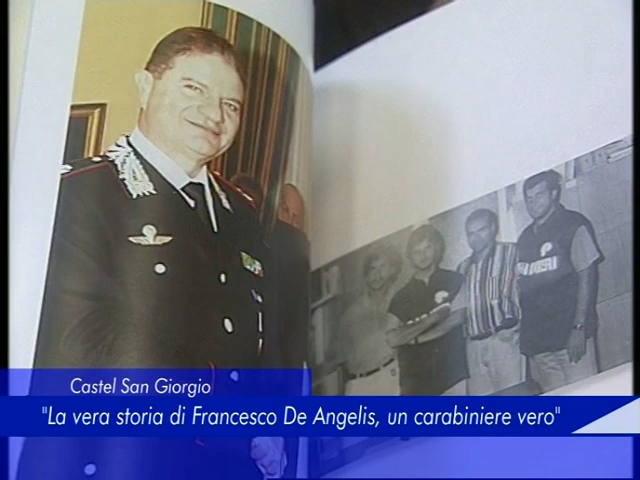 Castel San Giorgio
"La vera storia di Francesco De Angelis, un carabiniere vero"